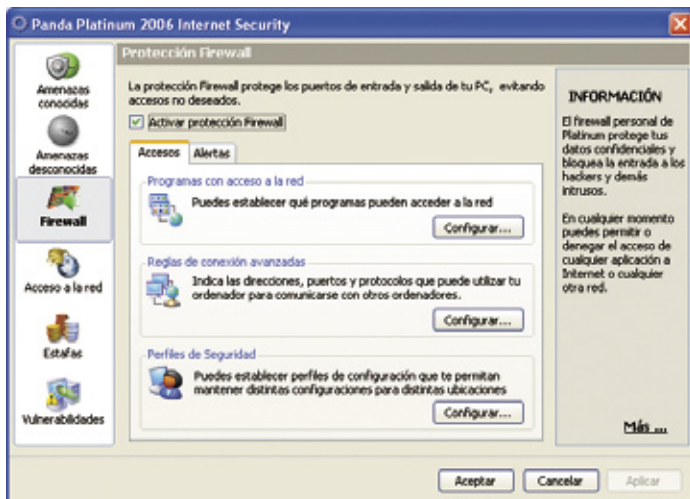 Panda Platinum 2006 Internet Security
Amenazas
conocidas
Amenazas
desconocidas
Firewall
Acceso a la red
Estafas
Vulnerabilidades
Protección Firewall
La protección Firewall protege los puertos de entrada y salida de tu PC, evitando
accesos no deseados.
Activar protección Firewall
Accesos
Alertas
Programas con acceso a la red
Puedes establecer qué programas pueden acceder a la red
Configurar...
Reglas de conexión avanzadas
Indica las direcciones, puertos y protocolos que puede utilizar tu
ordenador para comunicarse con otros ordenadores.
Configurar...
Perfiles de Seguridad
Puedes establecer perfiles de configuración que te permitan
mantener distintas configuraciones para distintas ubicaciones
Configurar...
INFORMACIÓN
El firewall personal de
Platinum protege tus
datos confidenciales y
bloquea la entrada a los
hackers y demás
intrusos.
En cualquier momento
puedes permitir o
denegar el acceso de
cualquier aplicación a
Internet o cualquier
otra red.
Más ...
Aceptar
Cancelar
Aplicar